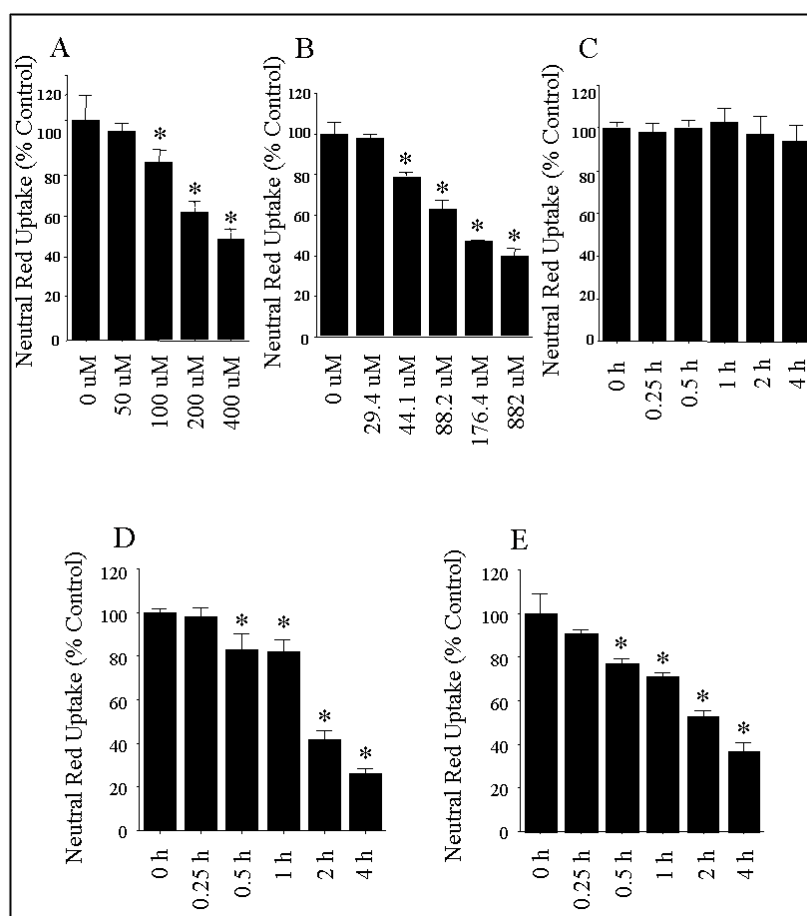 A
B
C
Neutral Red Uptake (% Control)
120
100
80
60
40
20
0
*
*
*
0 uM
50 uM
100 uM
200 uM
400 uM
Neutral Red Uptake (% Control)
120
100
80
60
40
20
0
*
*
*
*
0 uM
29.4 uM
44.1 uM
88.2 uM
176.4 uM
882 uM
Neutral Red Uptake (% Control)
120
100
80
60
40
20
0
0 h
0.25 h
0.5 h
1 h
2 h
4 h
D
E
Neutral Red Uptake (% Control)
120
100
80
60
40
20
0
*
*
*
*
0 h
0.25 h
0.5 h
1 h
2 h
4 h
Neutral Red Uptake (% Control)
120
100
80
60
40
20
0
*
*
*
*
0 h
0.25 h
0.5 h
1 h
2 h
4 h